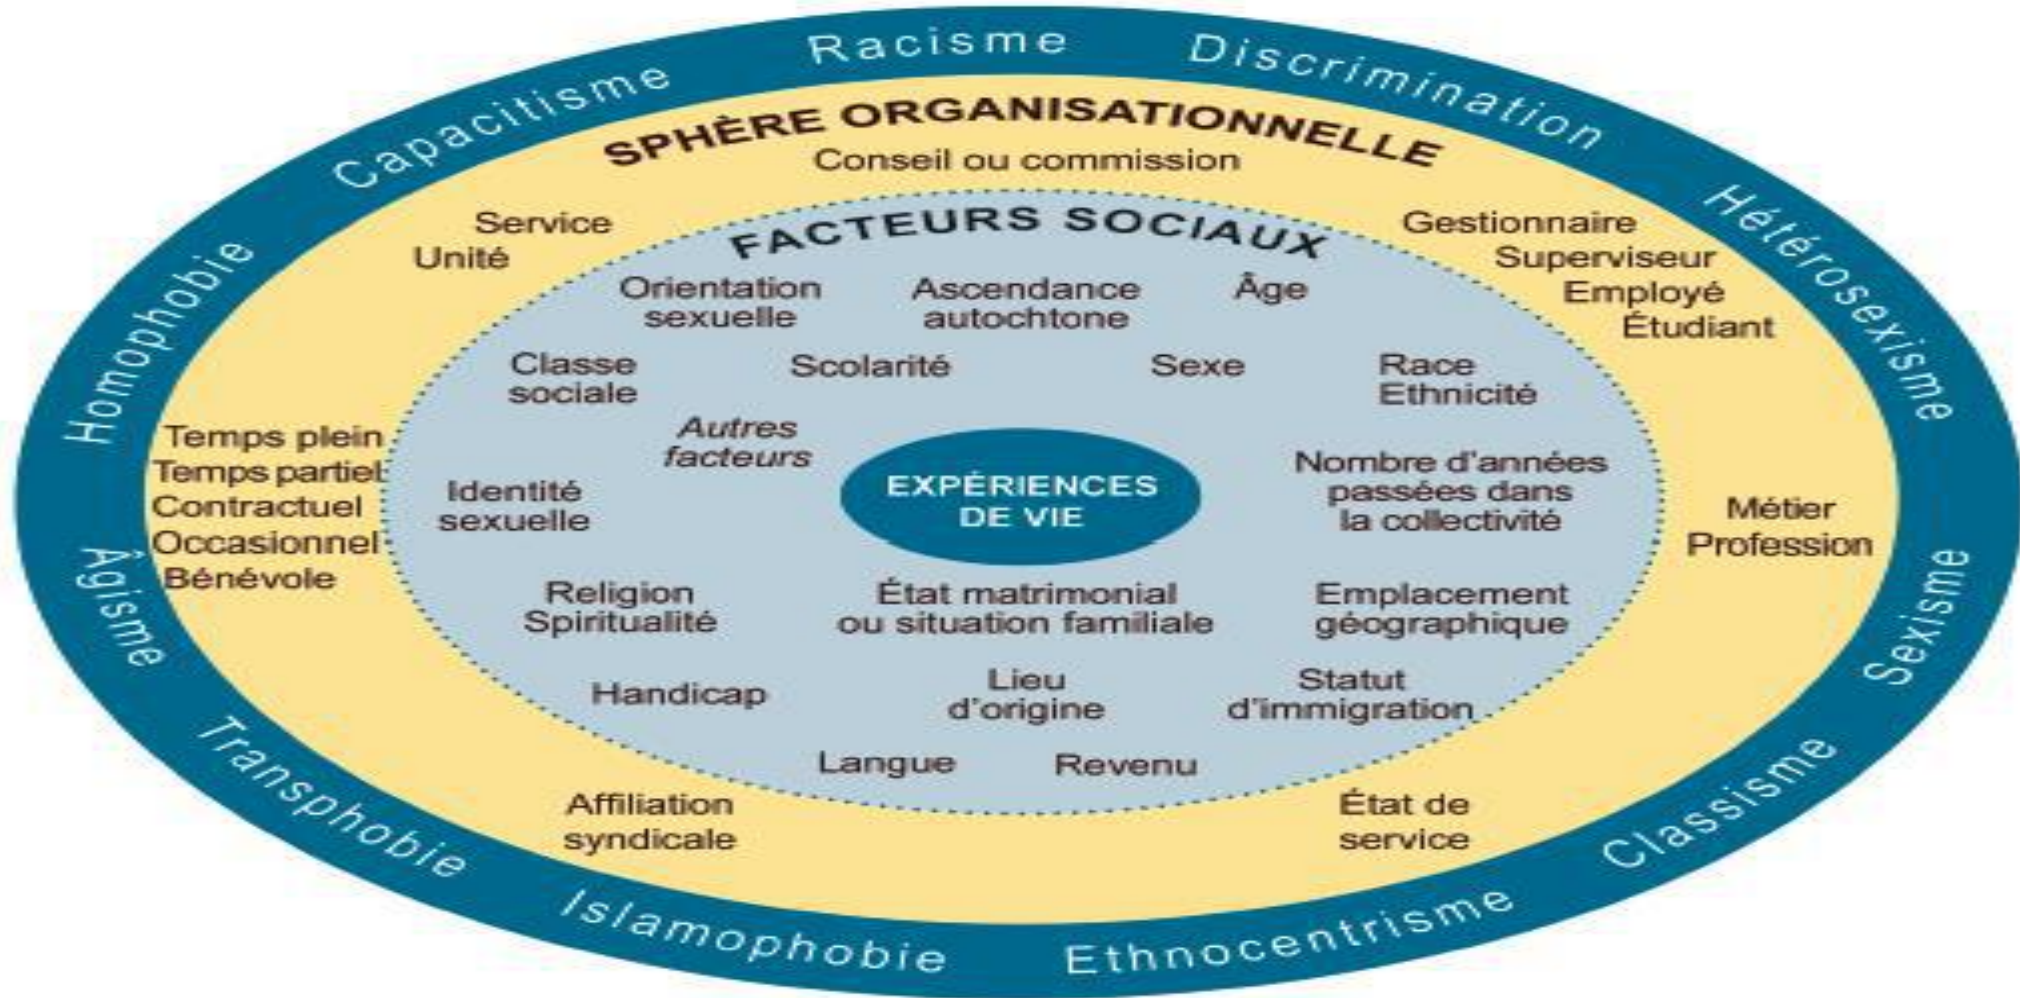 Racisme
Discrimination
Hétérosexisme
Sexisme
Classisme
Ethnocentrisme
Islamophobie
Transphobie
Âgisme
Homophobie
Capacitisme
SPHÈRE ORGANISATIONNELLE
Conseil ou commission
Service
Unité
Gestionnaire
Superviseur
Employé
Étudiant
Temps plein
Temps partiel
Contractuel
Occasionnel
Bénévole
Métier
Profession
Affiliation
syndicale
État de
service
FACTEURS SOCIAUX
Orientation
sexuelle
Ascendance
autochtone
Âge
Classe
sociale
Scolarité
Sexe
Race
Ethnicité
Autres
facteurs
Identité
sexuelle
EXPÉRIENCES
DE VIE
Nombre d'années
passées dans
la collectivité
Religion
Spiritualité
État matrimonial
ou situation familiale
Emplacement
géographique
Handicap
Lieu
d'origine
Statut
d'immigration
Langue
Revenu